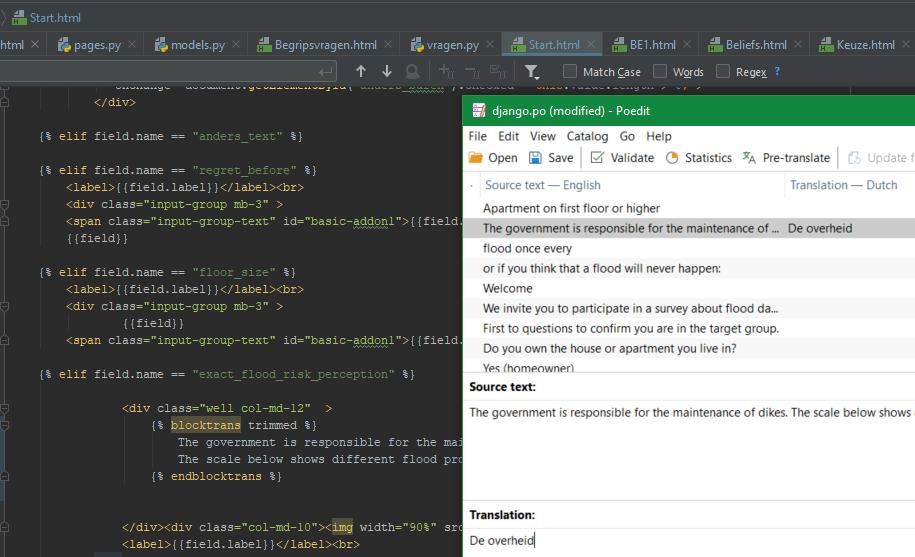 Start.html
html × pages.py × models.py × Begripsvragen.html × vragen.py × Start.html × BE1.html × Beliefs.html × Keuze.html ×
Match Case Words Regex ?
</div>
{% elif field.name == "anders_text" %}
{% elif field.name == "regret_before" %}
<label>{{field.label}}</label><br>
<div class="input-group mb-3" >
<span class="input-group-text" id="basic-addon1">{{field.
{{field}}
{% elif field.name == "floor_size" %}
<label>{{field.label}}</label><br>
<div class="input-group mb-3" >
{{field}}
<span class="input-group-text" id="basic-addon1">{{field.
{% elif field.name == "exact_flood_risk_perception" %}
<div class="well col-md-12" >
{% blocktrans trimmed %}
The government is responsible for the mai
The scale below shows different flood pro
{% endblocktrans %}
</div><div class="col-md-10"><img width="90%" src
<label>{{field.label}}</label><br>
django.po (modified) - Poedit
File Edit View Catalog Go Help
Open Save Validate Statistics Pre-translate Update f
Source text — English Translation — Dutch
Apartment on first floor or higher
The government is responsible for the maintenance of ... De overheid
flood once every
or if you think that a flood will never happen:
Welcome
We invite you to participate in a survey about flood da...
First to questions to confirm you are in the target group.
Do you own the house or apartment you live in?
Yes (homeowner)
Source text:
The government is responsible for the maintenance of dikes. The scale below shows
Translation:
De overheid